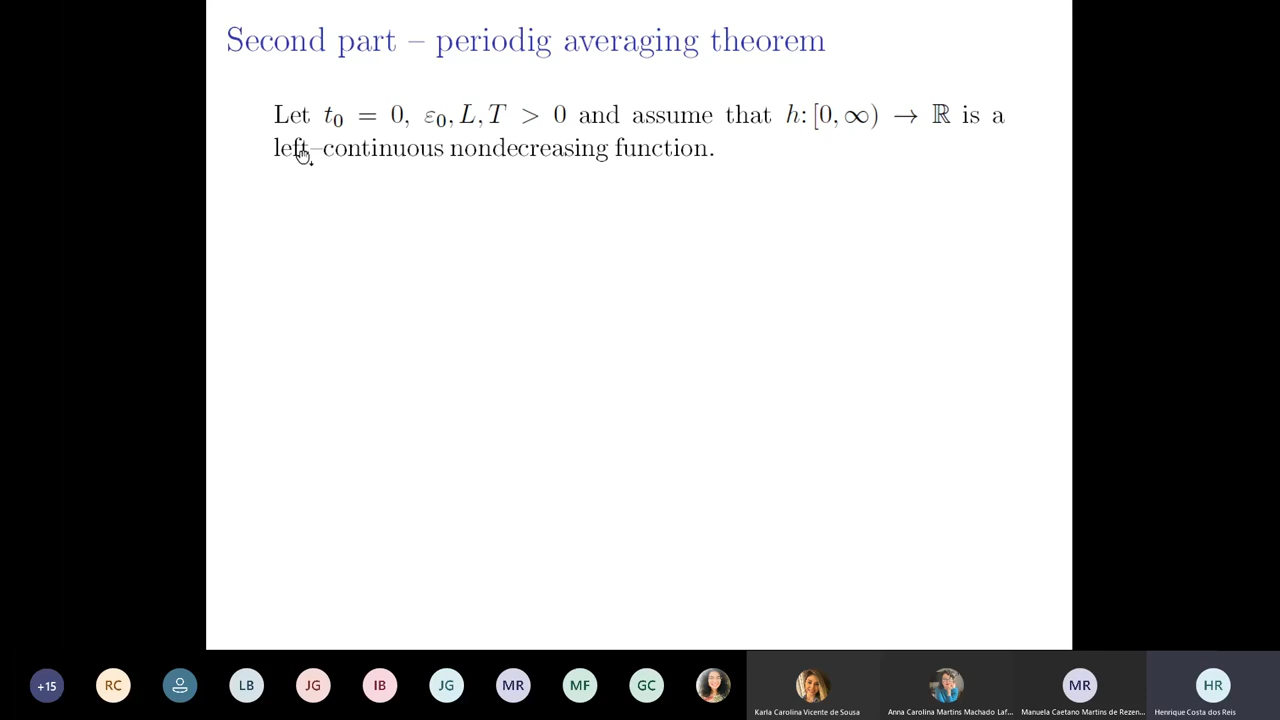 Second part – periodig averaging theorem
Let t₀ = 0, ε₀, L, T > 0 and assume that h: [0, ∞) → ℝ is a
left–continuous nondecreasing function.
+15 RC LB JG IB JG MR MF GC MR HR
Karla Carolina Vicente de Sousa Anna Carolina Martins Machado Laf... Manuela Caetano Martins de Rezen... Henrique Costa dos Reis